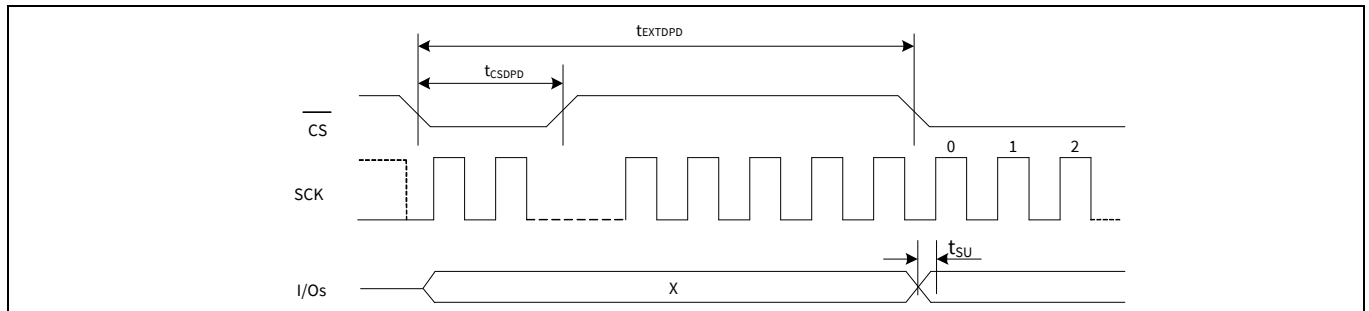 tEXTDPD
tCSDPD
CS
0 1 2
SCK
tSU
I/Os X